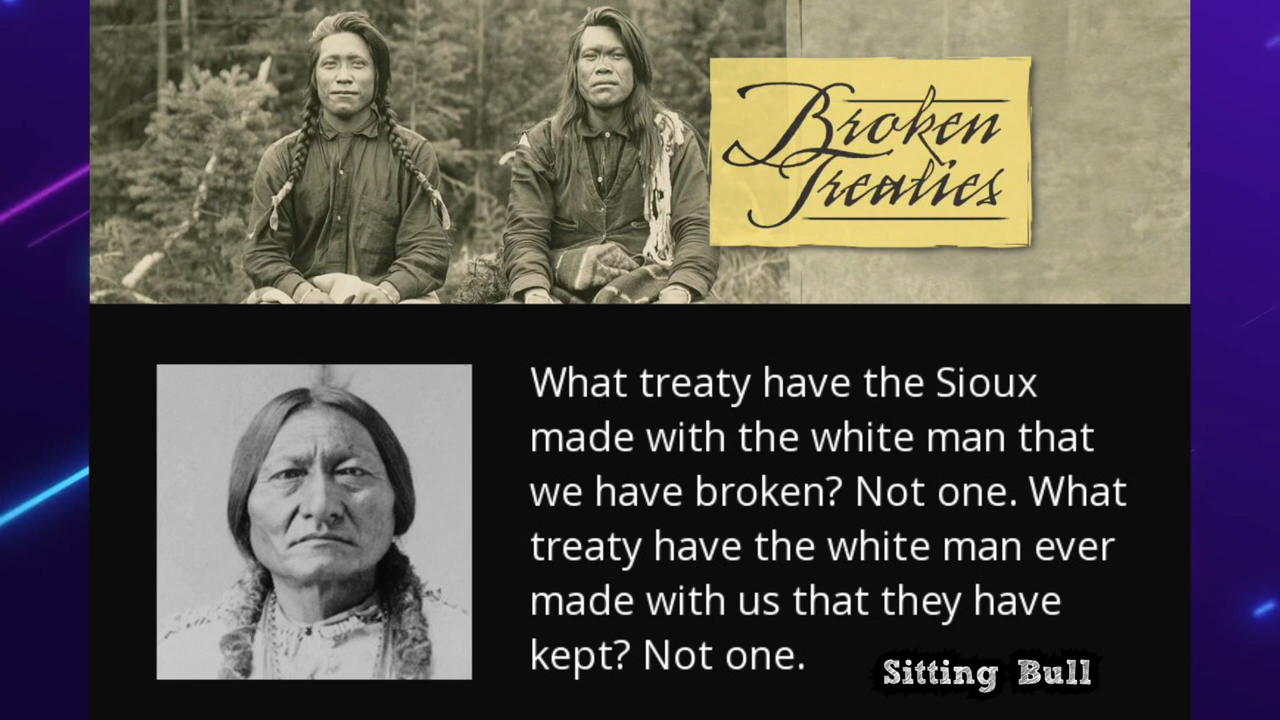 Broken
Treaties
What treaty have the Sioux
made with the white man that
we have broken? Not one. What
treaty have the white man ever
made with us that they have
kept? Not one.
Sitting Bull